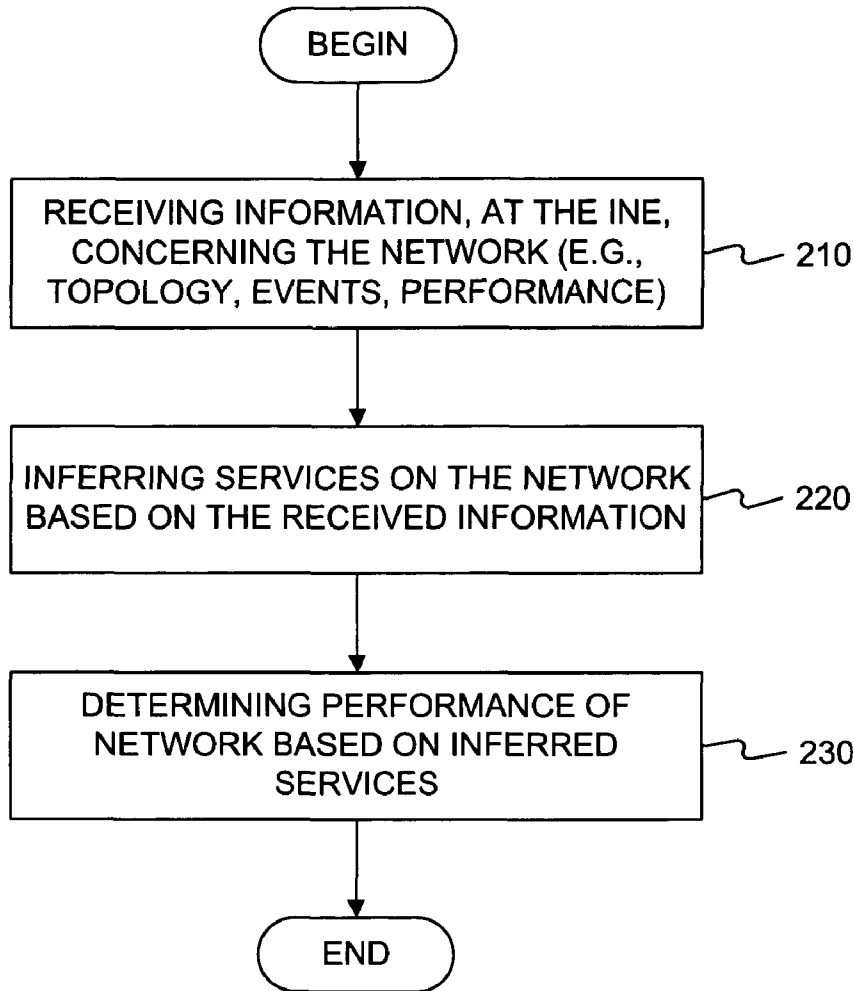 BEGIN
RECEIVING INFORMATION, AT THE INE,
CONCERNING THE NETWORK (E.G.,
TOPOLOGY, EVENTS, PERFORMANCE)
210
INFERRING SERVICES ON THE NETWORK
BASED ON THE RECEIVED INFORMATION
220
DETERMINING PERFORMANCE OF
NETWORK BASED ON INFERRED
SERVICES
230
END